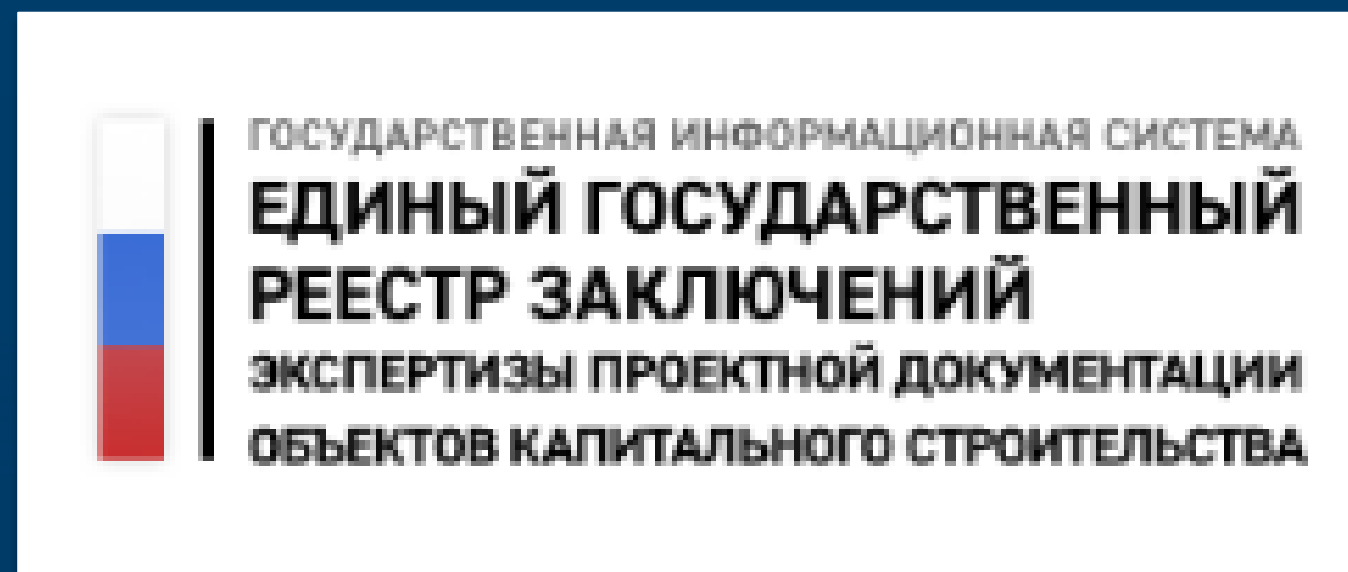 ГОСУДАРСТВЕННАЯ ИНФОРМАЦИОННАЯ СИСТЕМА
ЕДИНЫЙ ГОСУДАРСТВЕННЫЙ
РЕЕСТР ЗАКЛЮЧЕНИЙ
ЭКСПЕРТИЗЫ ПРОЕКТНОЙ ДОКУМЕНТАЦИИ
ОБЪЕКТОВ КАПИТАЛЬНОГО СТРОИТЕЛЬСТВА